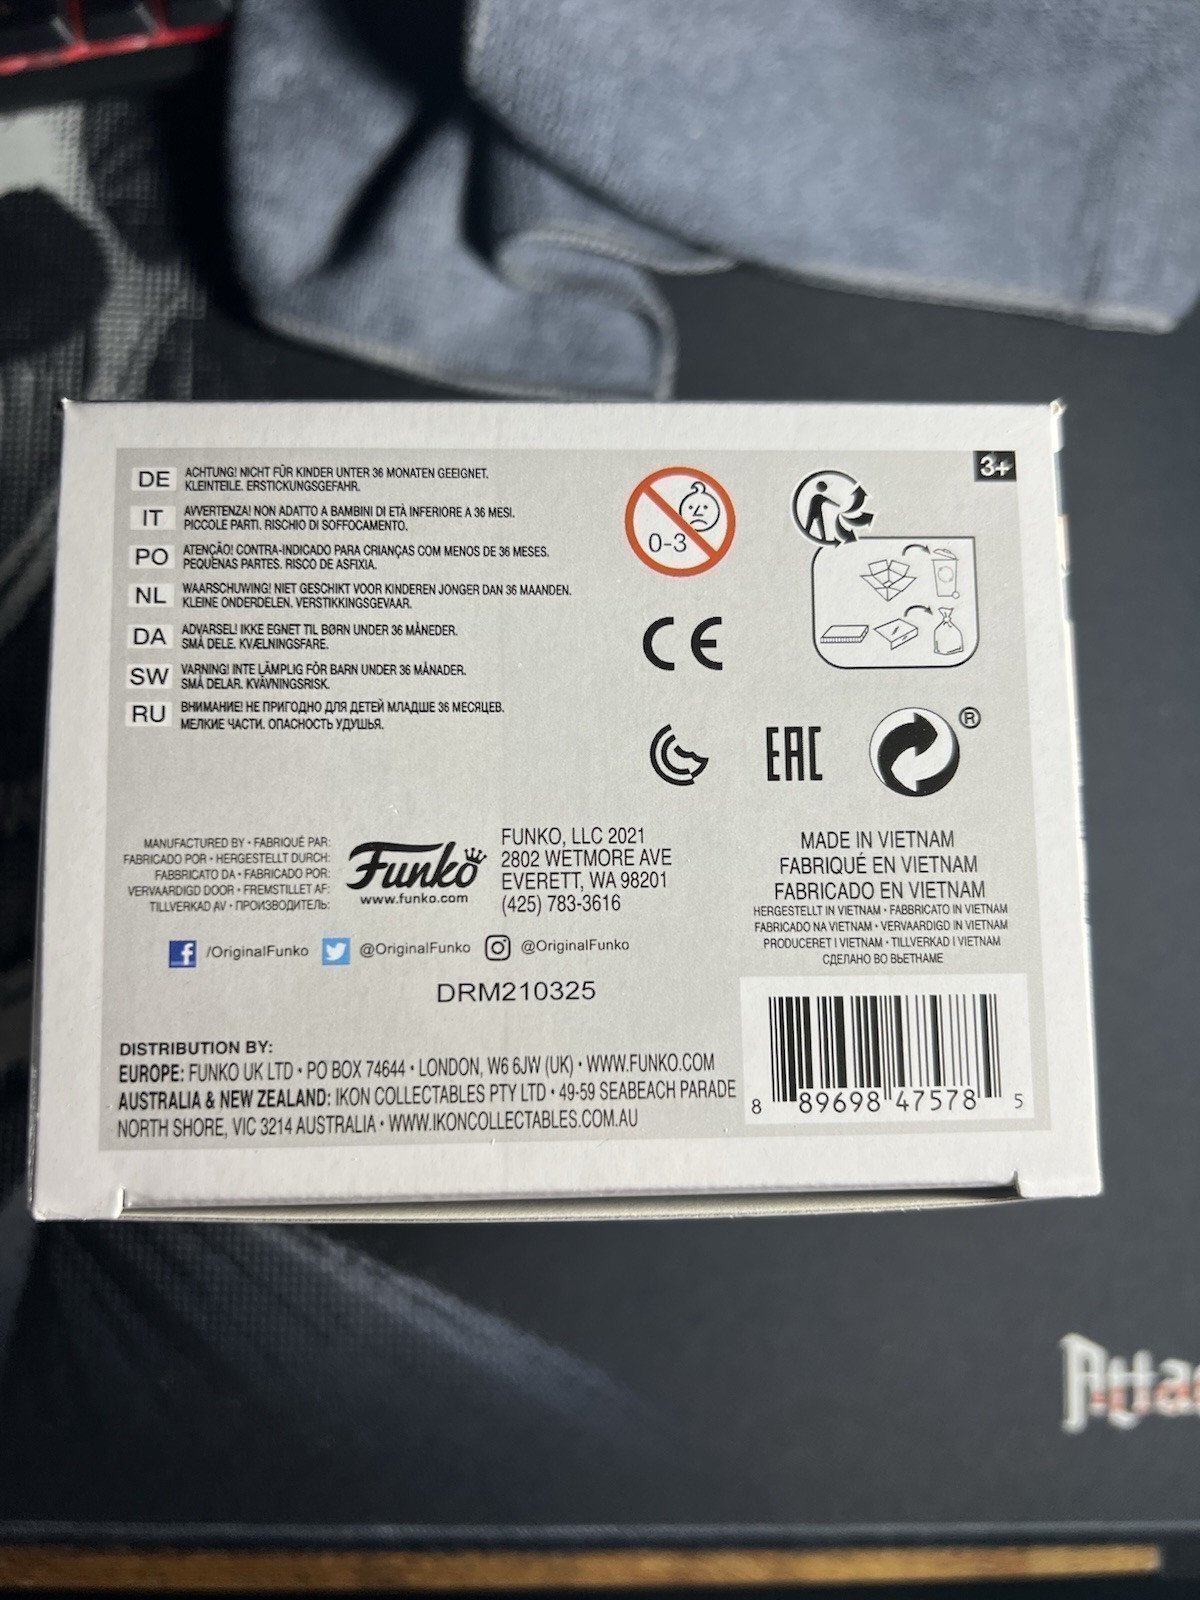 3+
DE ACHTUNG! NICHT FÜR KINDER UNTER 36 MONATEN GEEIGNET.
KLEINTEILE. ERSTICKUNGSGEFAHR.
IT AVVERTENZA! NON ADATTO A BAMBINI DI ETÀ INFERIORE A 36 MESI.
PICCOLE PARTI. RISCHIO DI SOFFOCAMENTO.
PO ATENÇÃO! CONTRA-INDICADO PARA CRIANÇAS COM MENOS DE 36 MESES.
PEQUENAS PARTES. RISCO DE ASFIXIA.
NL WAARSCHUWING! NIET GESCHIKT VOOR KINDEREN JONGER DAN 36 MAANDEN.
KLEINE ONDERDELEN. VERSTIKKINGSGEVAAR.
DA ADVARSEL! IKKE EGNET TIL BØRN UNDER 36 MÅNEDER.
SMÅ DELE. KVÆLNINGSFARE.
SW VARNING! INTE LÄMPLIG FÖR BARN UNDER 36 MÅNADER.
SMÅ DELAR. KVÄVNINGSRISK.
RU ВНИМАНИЕ! НЕ ПРИГОДНО ДЛЯ ДЕТЕЙ МЛАДШЕ 36 МЕСЯЦЕВ.
МЕЛКИЕ ЧАСТИ. ОПАСНОСТЬ УДУШЬЯ.
0-3
CE
EAC
®
MANUFACTURED BY • FABRIQUÉ PAR:
FABRICADO POR • HERGESTELLT DURCH:
FABBRICATO DA • FABRICADO POR:
VERVAARDIGD DOOR • FREMSTILLET AF:
TILLVERKAD AV • ПРОИЗВОДИТЕЛЬ:
Funko
www.funko.com
FUNKO, LLC 2021
2802 WETMORE AVE
EVERETT, WA 98201
(425) 783-3616
MADE IN VIETNAM
FABRIQUÉ EN VIETNAM
FABRICADO EN VIETNAM
HERGESTELLT IN VIETNAM • FABBRICATO IN VIETNAM
FABRICADO NA VIETNAM • VERVAARDIGD IN VIETNAM
PRODUCERET I VIETNAM • TILLVERKAD I VIETNAM
СДЕЛАНО ВО ВЬЕТНАМЕ
/OriginalFunko @OriginalFunko @OriginalFunko
DRM210325
DISTRIBUTION BY:
EUROPE: FUNKO UK LTD • PO BOX 74644 • LONDON, W6 6JW (UK) • WWW.FUNKO.COM
AUSTRALIA & NEW ZEALAND: IKON COLLECTABLES PTY LTD • 49-59 SEABEACH PARADE
NORTH SHORE, VIC 3214 AUSTRALIA • WWW.IKONCOLLECTABLES.COM.AU
8 89698 47578 5